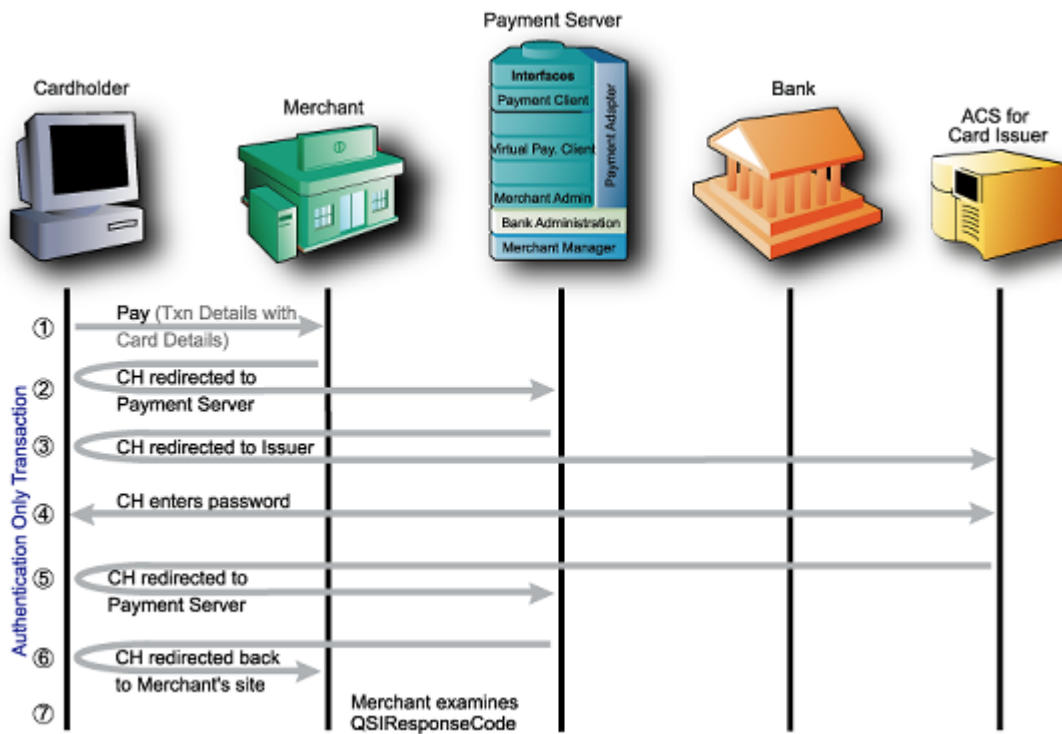 Payment Server
Cardholder
Merchant
Bank
ACS for
Card Issuer
Interfaces
Payment Client
Virtual Pay. Client
Merchant Admin
Payment Adapter
Bank Administration
Merchant Manager
Authentication Only Transaction
① Pay (Txn Details with
Card Details)
② CH redirected to
Payment Server
③ CH redirected to Issuer
④ CH enters password
⑤ CH redirected to
Payment Server
⑥ CH redirected back
to Merchant's site
⑦ Merchant examines
QSIResponseCode